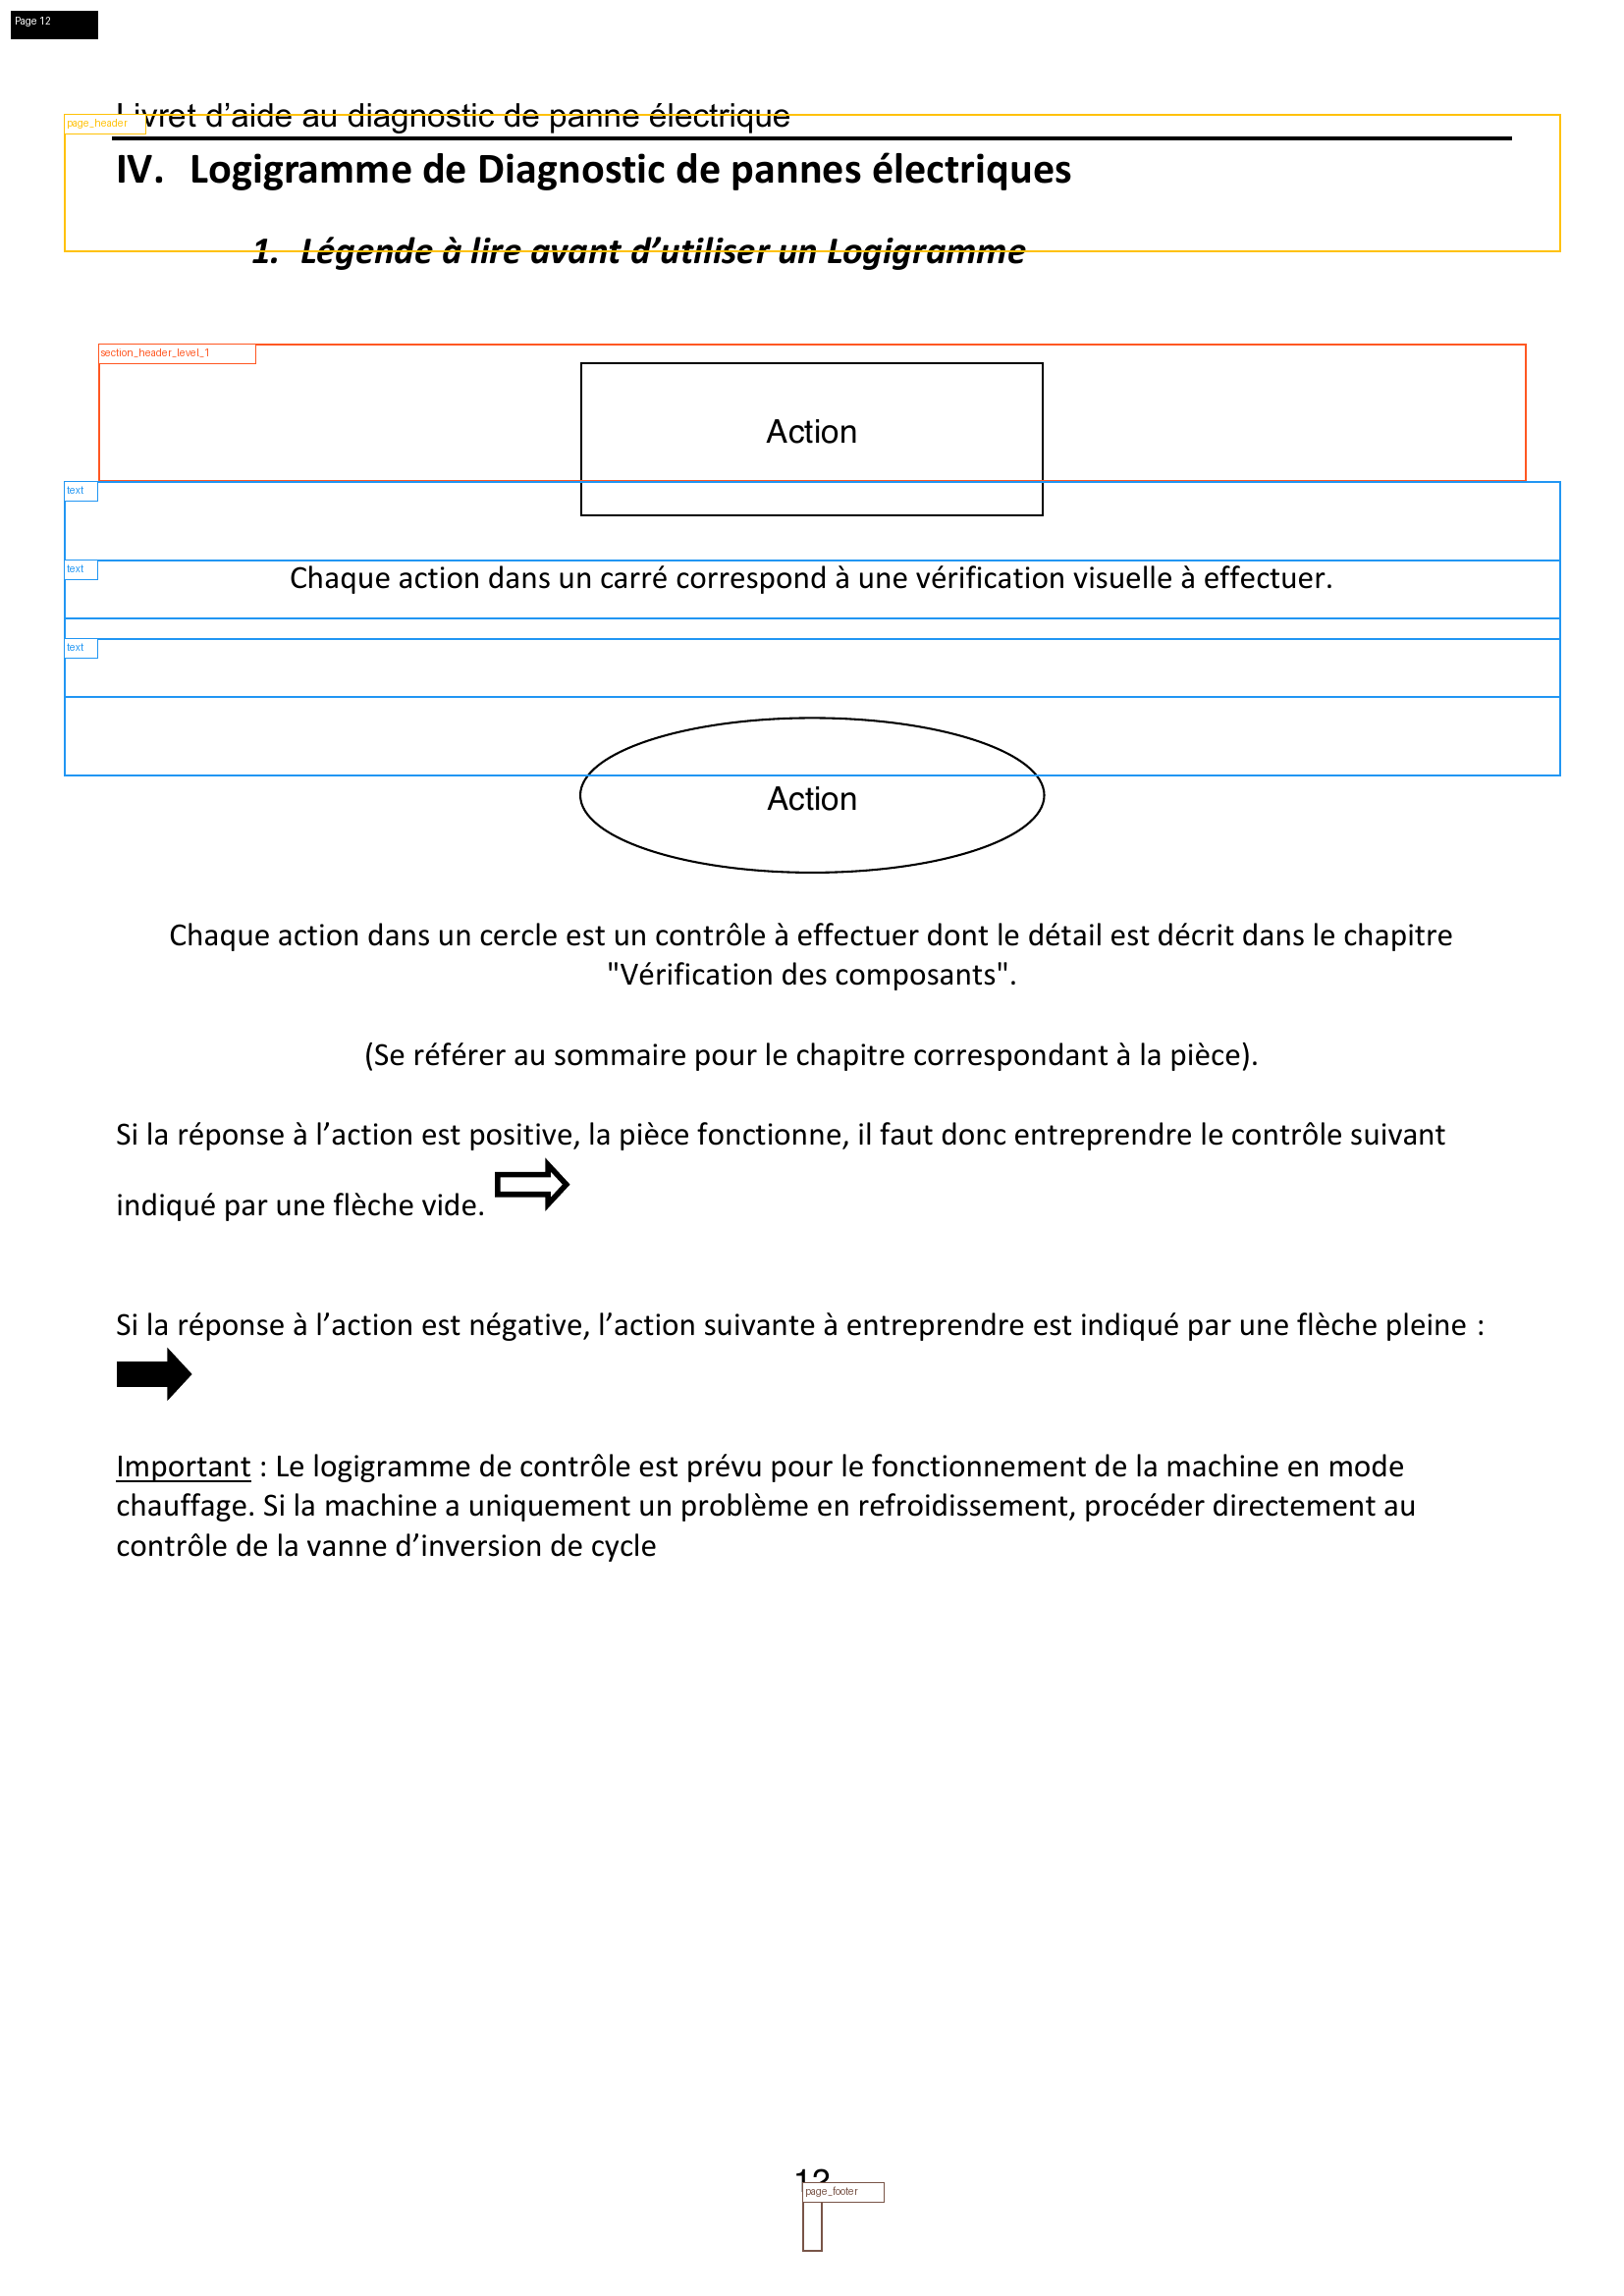 Page 12
Livret d’aide au diagnostic de panne électrique
page_header
IV. Logigramme de Diagnostic de pannes électriques
1. Légende à lire avant d’utiliser un Logigramme
section_header_level_1
Action
text
text
Chaque action dans un carré correspond à une vérification visuelle à effectuer.
text
Action
Chaque action dans un cercle est un contrôle à effectuer dont le détail est décrit dans le chapitre
"Vérification des composants".
(Se référer au sommaire pour le chapitre correspondant à la pièce).
Si la réponse à l’action est positive, la pièce fonctionne, il faut donc entreprendre le contrôle suivant
indiqué par une flèche vide.
Si la réponse à l’action est négative, l’action suivante à entreprendre est indiqué par une flèche pleine :
Important : Le logigramme de contrôle est prévu pour le fonctionnement de la machine en mode
chauffage. Si la machine a uniquement un problème en refroidissement, procéder directement au
contrôle de la vanne d’inversion de cycle
12
page_footer